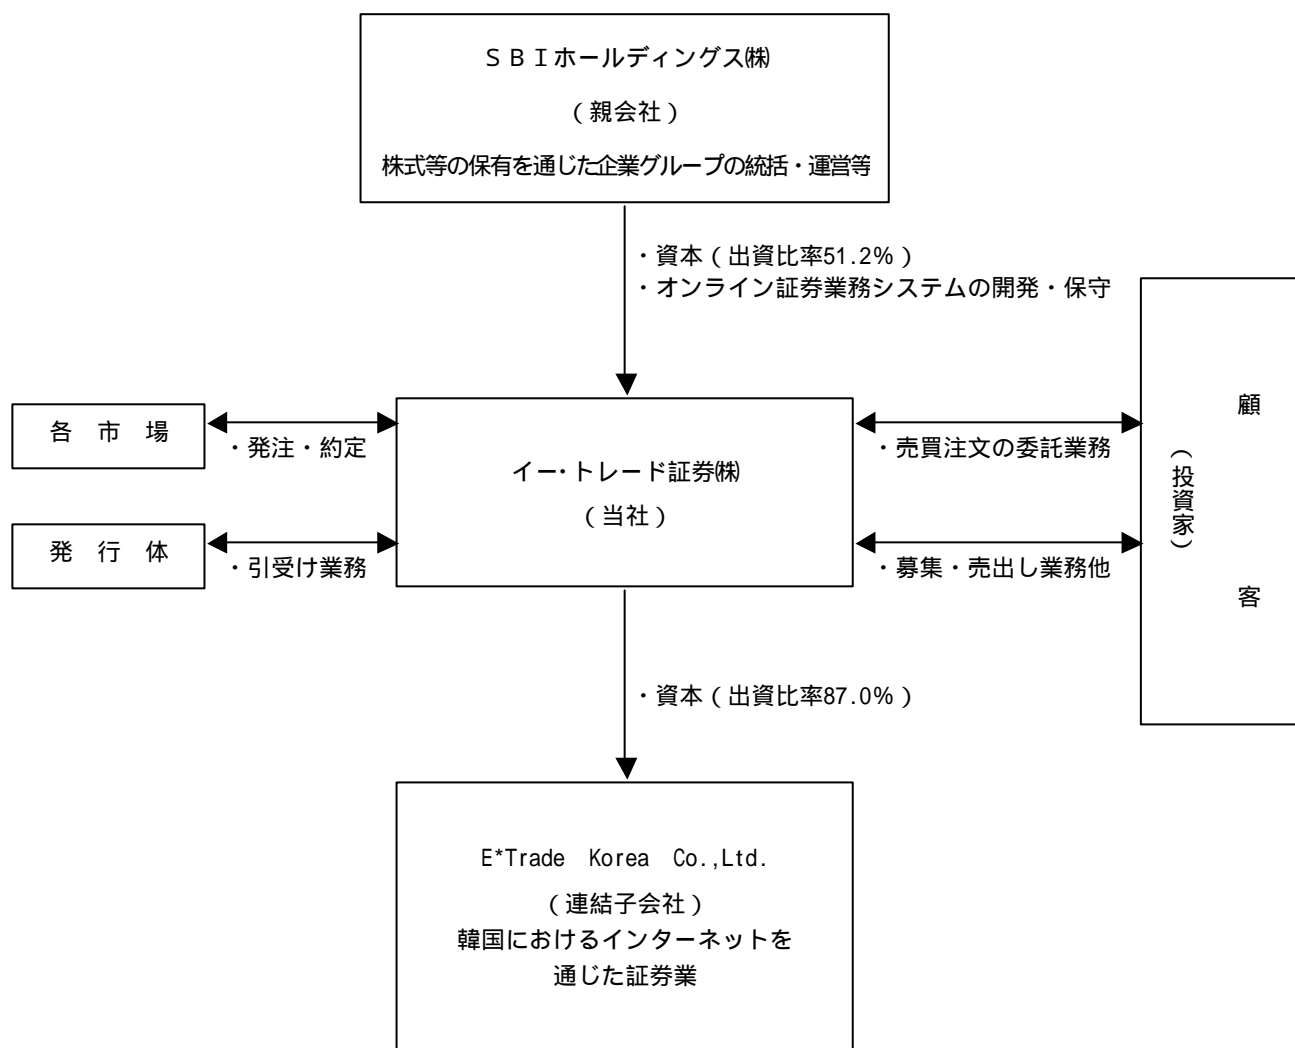 ＳＢＩホールディングス㈱
（親会社）
株式等の保有を通じた企業グループの統括・運営等
・資本（出資比率51.2％）
・オンライン証券業務システムの開発・保守
各　市　場
・発注・約定
発　行　体
・引受け業務
イー・トレード証券㈱
（当社）
・売買注文の委託業務
・募集・売出し業務他
顧　客
（投資家）
・資本（出資比率87.0％）
E*Trade　Korea　Co.,Ltd.
（連結子会社）
韓国におけるインターネットを
通じた証券業